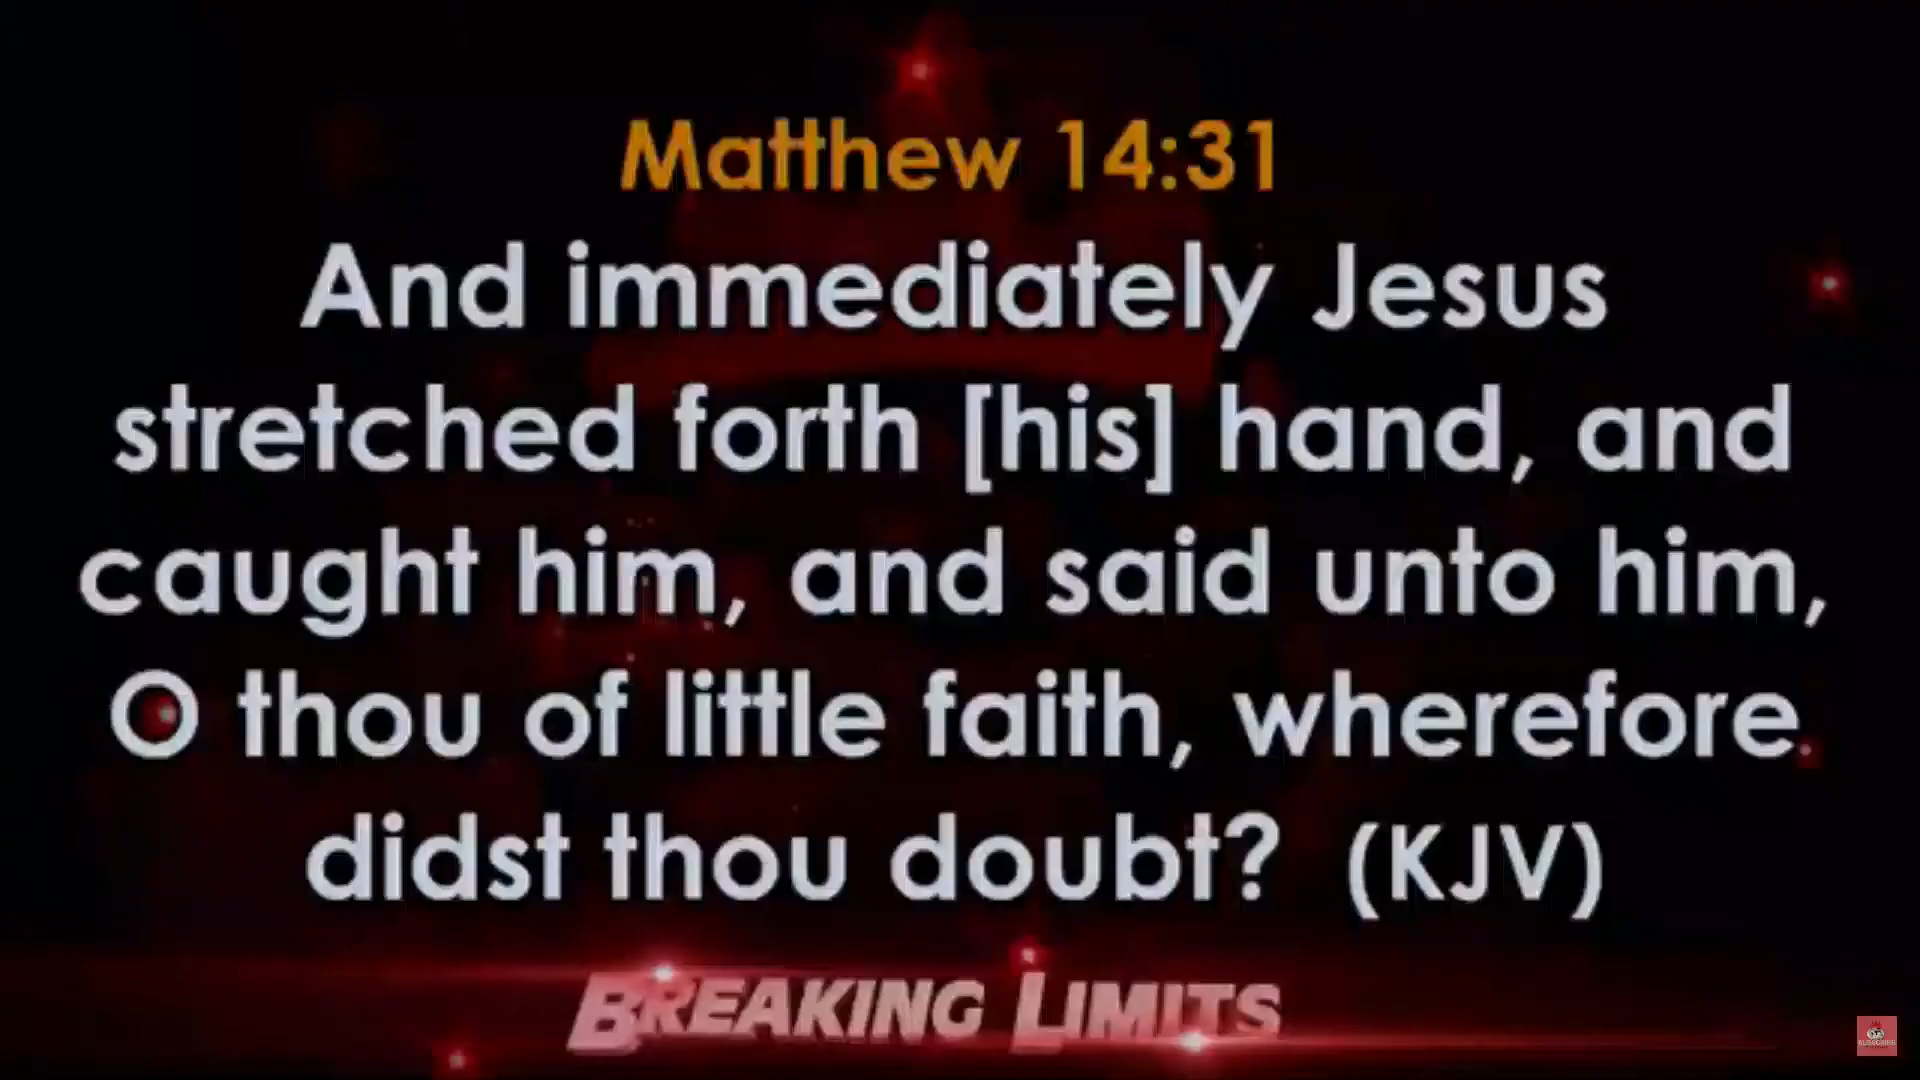 Matthew 14:31
And immediately Jesus
stretched forth [his] hand, and
caught him, and said unto him,
O thou of little faith, wherefore
didst thou doubt? (KJV)
BREAKING LIMITS